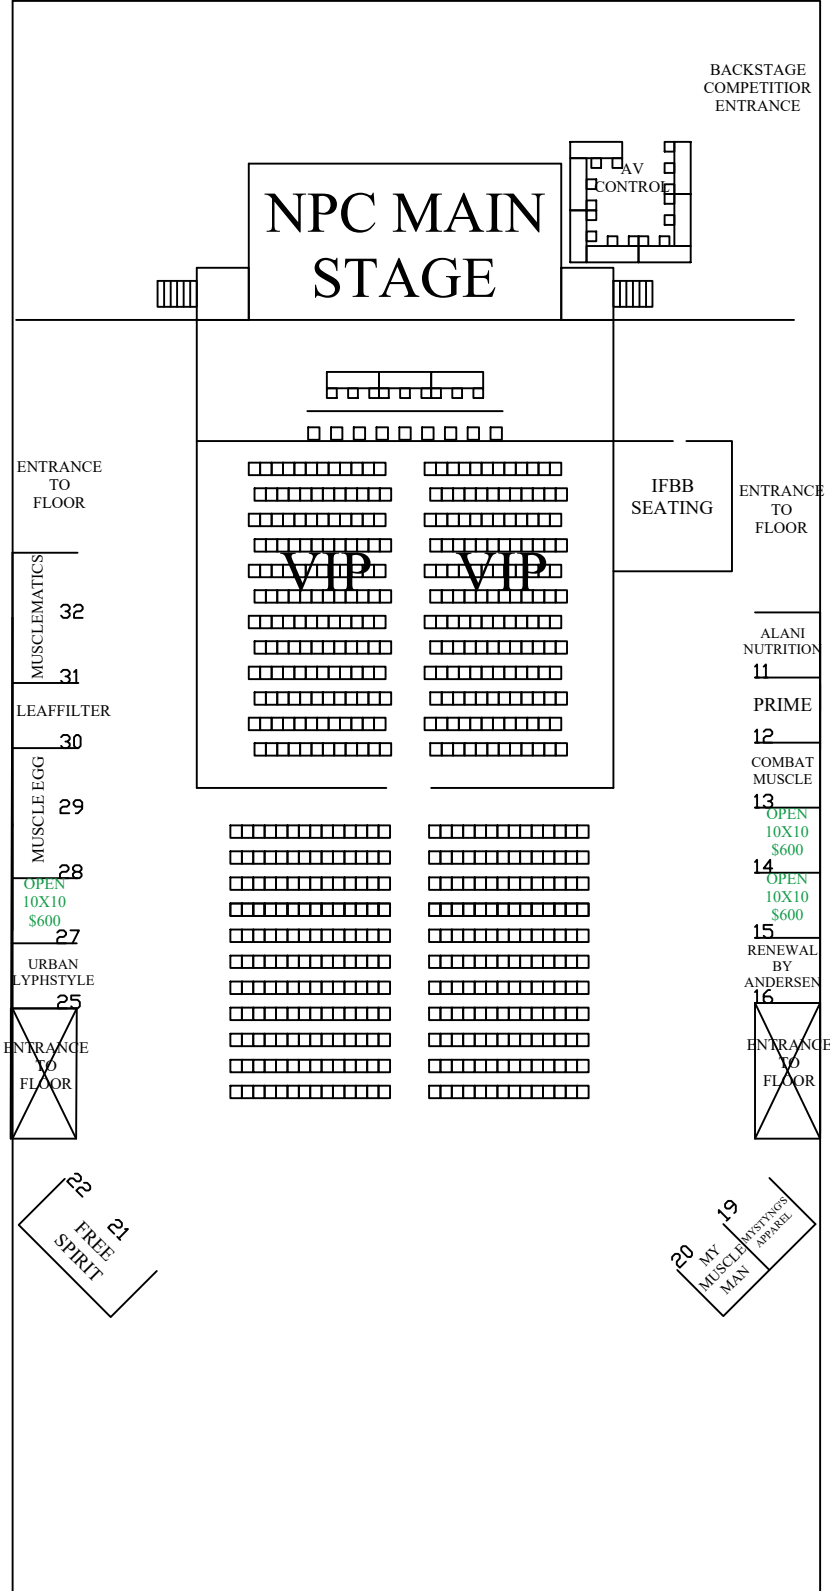 BACKSTAGE
COMPETITIOR
ENTRANCE
AV
CONTROL
NPC MAIN
STAGE
ENTRANCE
TO
FLOOR
IFBB
SEATING
ENTRANCE
TO
FLOOR
VIP
VIP
MUSCLEMATICS
32
31
LEAFFILTER
30
MUSCLE EGG
29
28
OPEN
10X10
$600
27
URBAN
LYPHSTYLE
25
ENTRANCE
TO
FLOOR
ALANI
NUTRITION
11
PRIME
12
COMBAT
MUSCLE
13
OPEN
10X10
$600
14
OPEN
10X10
$600
15
RENEWAL
BY
ANDERSEN
16
ENTRANCE
TO
FLOOR
22
21
FREE
SPIRIT
19
MYSTYNG'S
APPAREL
20
MY
MUSCLE
MAN